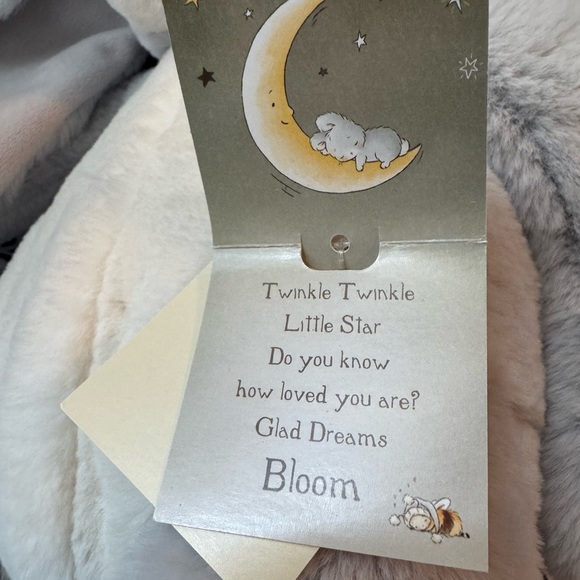 Twinkle Twinkle
Little Star
Do you know
how loved you are?
Glad Dreams
Bloom